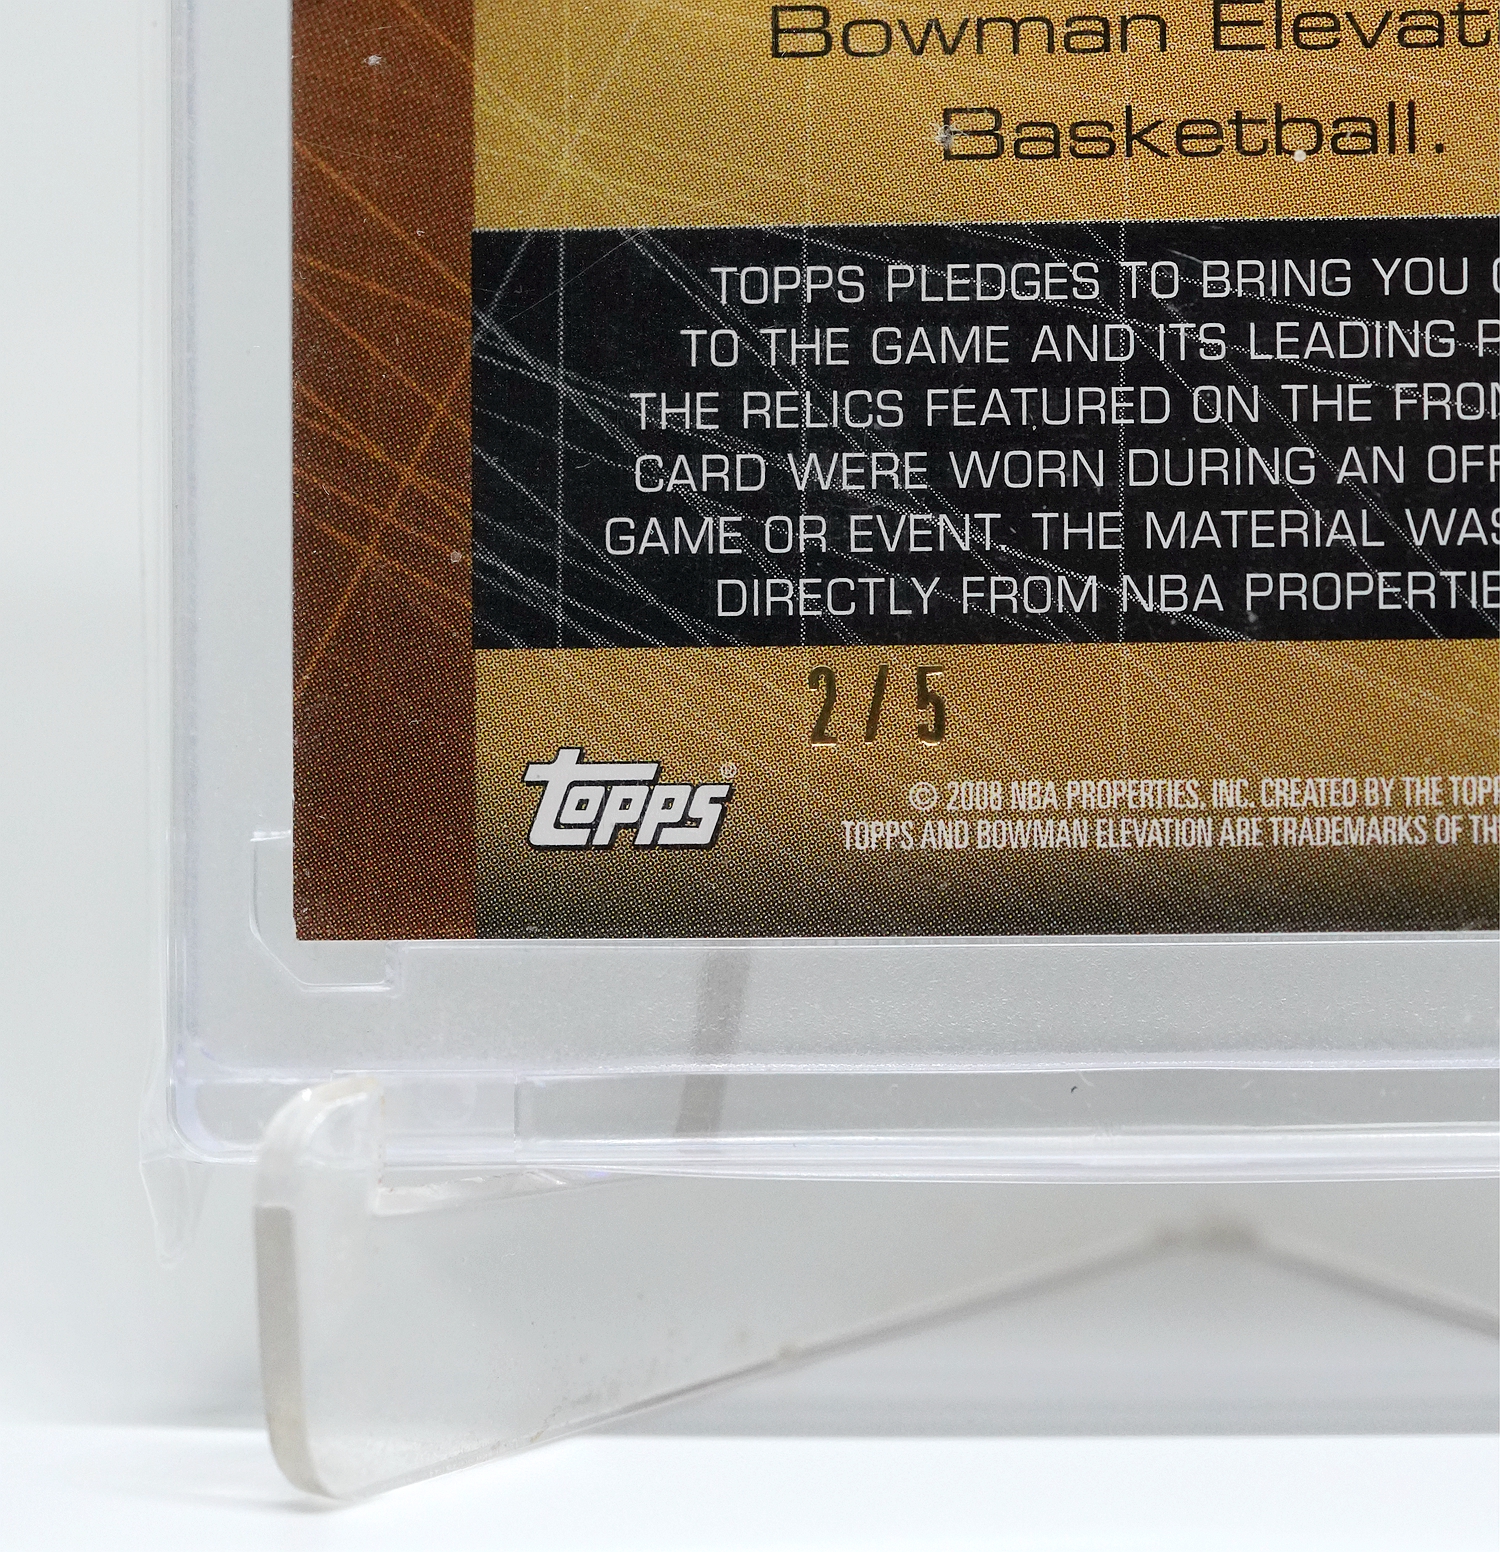 Bowman Elevat
Basketball.
TOPPS PLEDGES TO BRING YOU
TO THE GAME AND ITS LEADING P
THE RELICS FEATURED ON THE FRON
CARD WERE WORN DURING AN OFF
GAME OR EVENT. THE MATERIAL WAS
DIRECTLY FROM NBA PROPERTIE
2/5
Topps®
© 2008 NBA PROPERTIES, INC. CREATED BY THE TOPP
TOPPS AND BOWMAN ELEVATION ARE TRADEMARKS OF TH